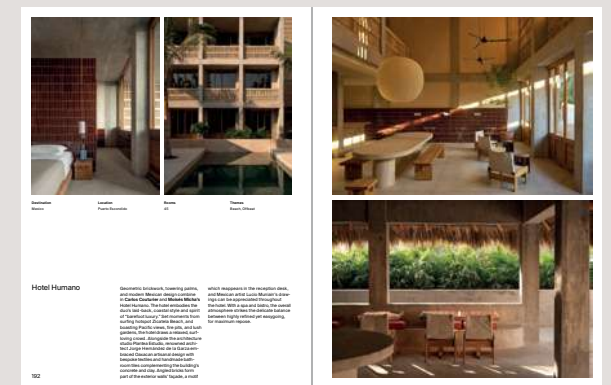 Destination
Mexico
Location
Puerto Escondido
Rooms
Themes
Beach, Offbeat
Hotel Humano
Geometric brickwork, towering palms,
and modern Mexican design combine
in Carlos Couturier and Moisés Micha's
Hotel Humano. The hotel embodies the
duo's laid-back, coastal style and spirit
of "barefoot luxury." Set moments from
surfing hotspot Zicatela Beach, and
boasting Pacific views, fire pits, and lush
gardens, the hotel draws a relaxed, surf-
loving crowd. Alongside the architecture
studio Plantea Estudio, renowned archi-
tect Jorge Hernández de la Garza em-
braced Oaxacan artisanal design with
bespoke textiles and handmade bath-
room tiles complementing the building's
concrete and clay. Angled bricks form
part of the exterior walls' façade, a motif
which reappears in the reception desk,
and Mexican artist Lucio Muniain's draw-
ings can be appreciated throughout
the hotel. With a spa and bistro, the overall
atmosphere strikes the delicate balance
between highly refined yet easygoing,
for maximum repose.
192